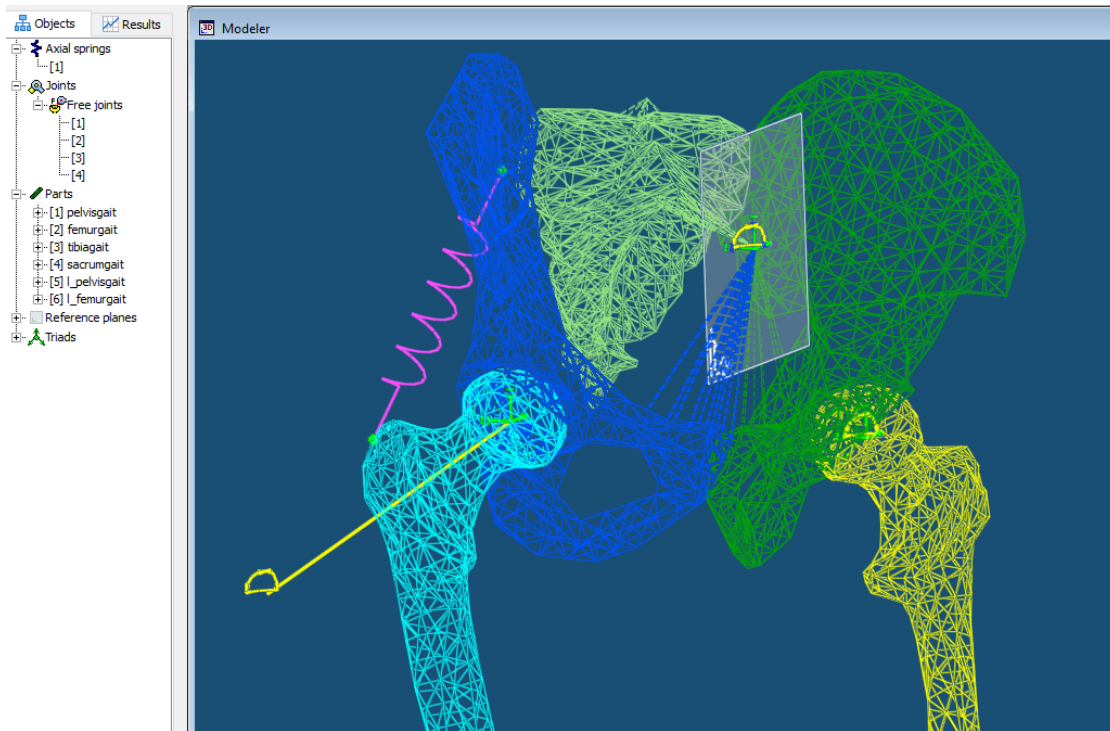 Objects Results
Axial springs
[1]
Joints
Free joints
[1]
[2]
[3]
[4]
Parts
[1] pelvisgait
[2] femurgait
[3] tibiagait
[4] sacrumgait
[5] l_pelvisgait
[6] l_femurgait
Reference planes
Triads
3D Modeler